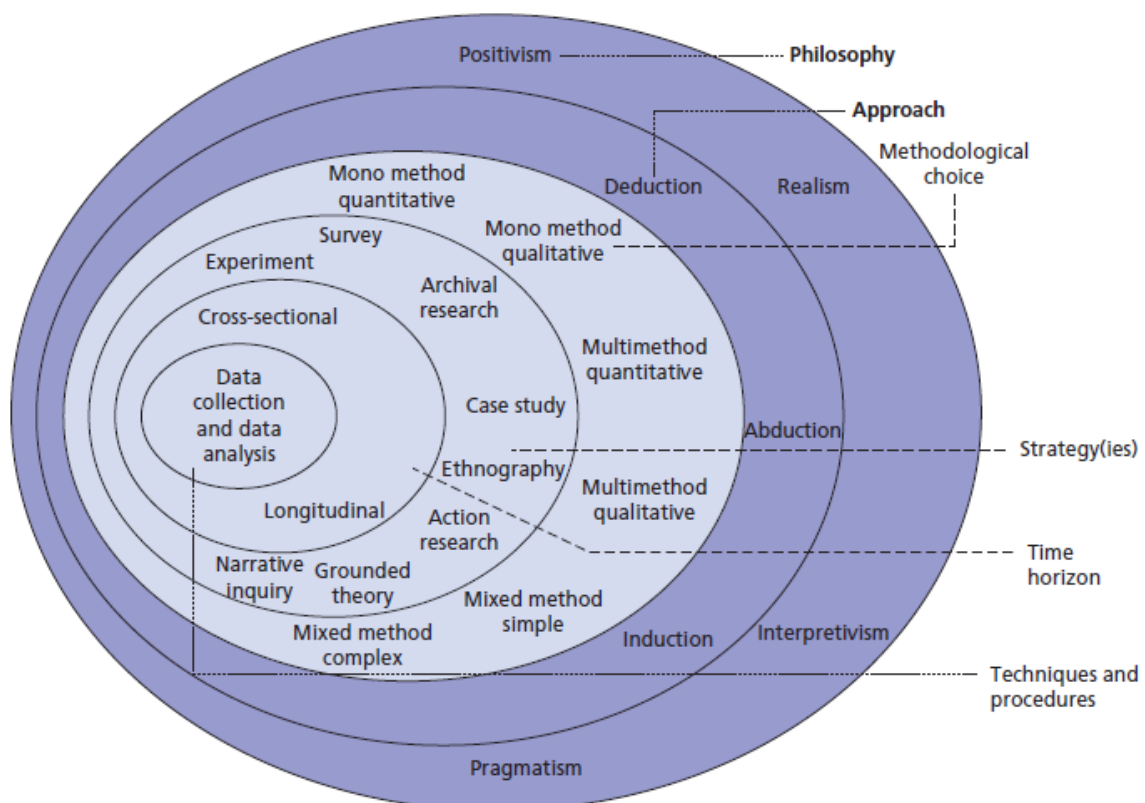 Positivism
Philosophy
Approach
Methodological
choice
Mono method
quantitative
Deduction
Realism
Survey
Mono method
qualitative
Experiment
Archival
research
Cross-sectional
Multimethod
quantitative
Data
collection
and data
analysis
Case study
Abduction
Strategy(ies)
Ethnography
Multimethod
qualitative
Longitudinal
Action
research
Time
horizon
Narrative
inquiry
Grounded
theory
Mixed method
simple
Mixed method
complex
Induction
Interpretivism
Techniques and
procedures
Pragmatism